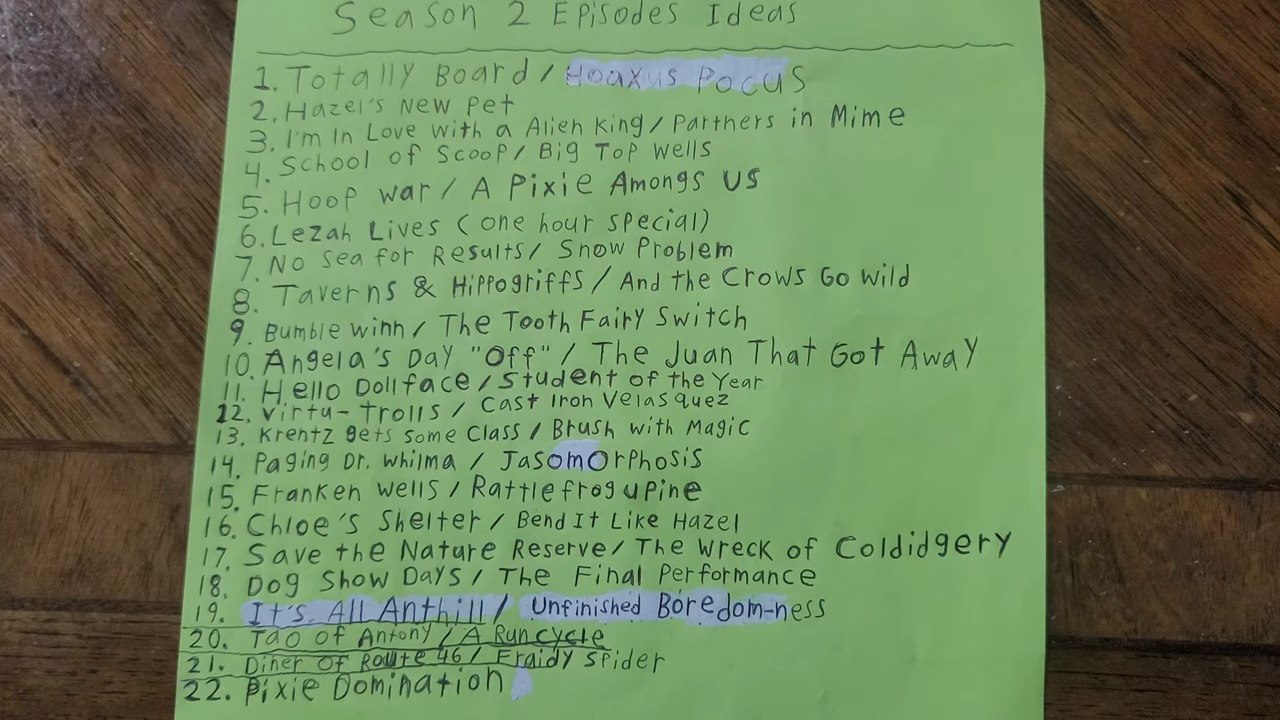 Season 2 Episodes Ideas
1. Totally Board / Hoaxus Pocus
2. Hazel's New Pet
3. I'm In Love with a Alien King / Partners in Mime
4. School of Scoop / Big Top Wells
5. Hoop war / A Pixie Amongs us
6. Lezah Lives (one hour special)
7. No Sea for Results / Snow Problem
8. Taverns & Hippogriffs / And the Crows Go Wild
9. Bumble winn / The Tooth Fairy Switch
10. Angela's Day "Off" / The Juan That Got Away
11. Hello Dollface / Student of the Year
12. Virtu-trolls / Cast Iron Velasquez
13. Krentz gets Some Class / Brush with Magic
14. Paging Dr. Whilma / Jasomorphosis
15. Franken wells / Rattlefrogupine
16. Chloe's Shelter / Bend It Like Hazel
17. Save the Nature Reserve / The Wreck of Coldidgery
18. Dog Show Days / The Final Performance
19. It's All Anthill / Unfinished Boredom-ness
20. Tao of Antony / A Run cycle
21. Diner Of Route 46 / Fraidy Spider
22. Pixie Domination